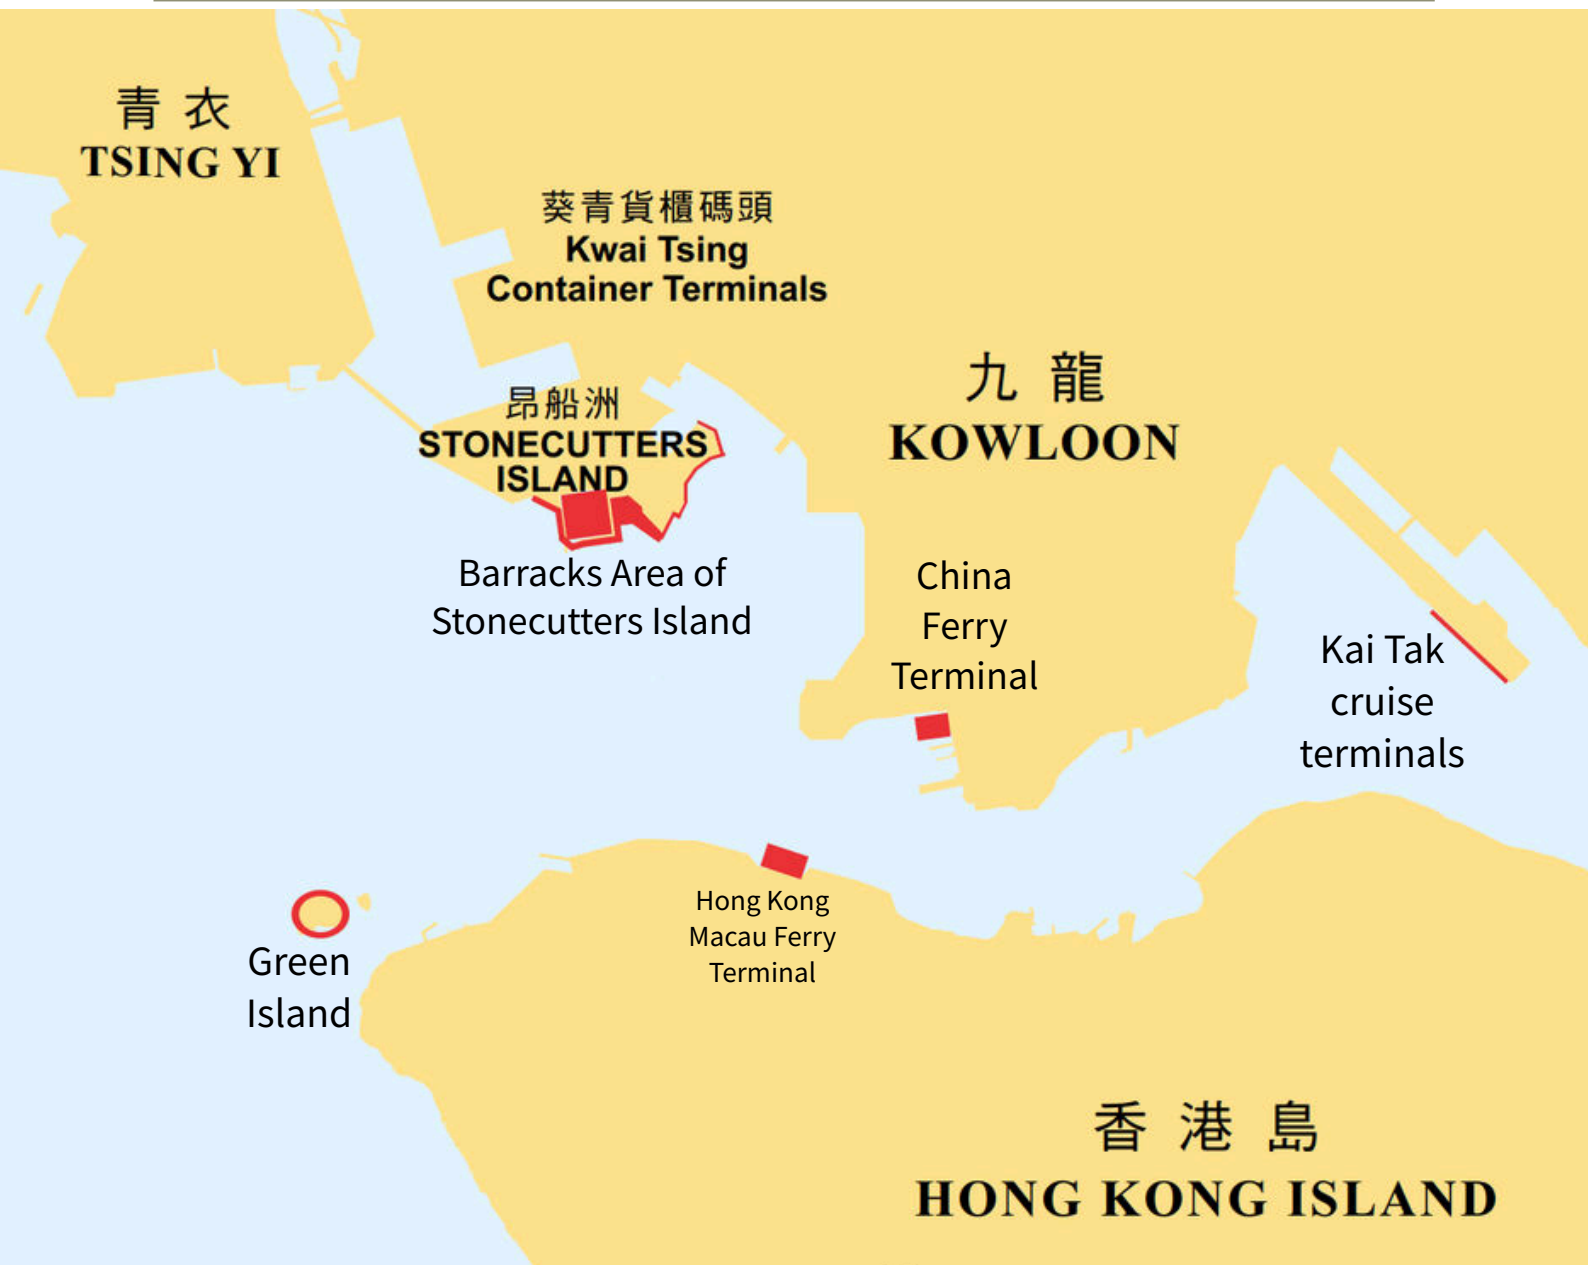 青衣
TSING YI
葵青貨櫃碼頭
Kwai Tsing
Container Terminals
九龍
KOWLOON
昂船洲
STONECUTTERS
ISLAND
Barracks Area of
Stonecutters Island
China
Ferry
Terminal
Kai Tak
cruise
terminals
Hong Kong
Macau Ferry
Terminal
Green
Island
香港島
HONG KONG ISLAND